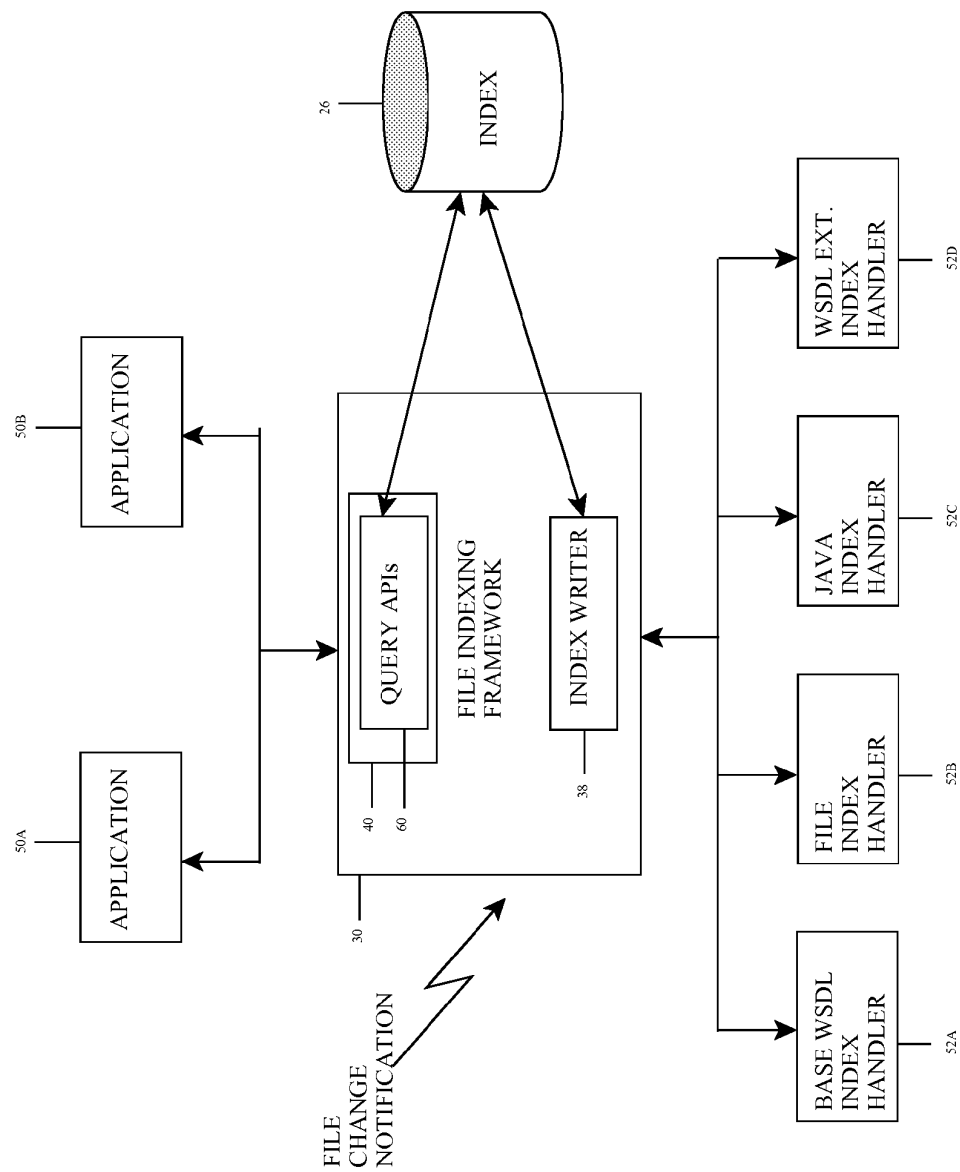 50A
50B
APPLICATION
APPLICATION
26
INDEX
FILE
CHANGE
NOTIFICATION
30
40
60
QUERY APIs
FILE INDEXING
FRAMEWORK
38
INDEX WRITER
BASE WSDL
INDEX
HANDLER
52A
FILE
INDEX
HANDLER
52B
JAVA
INDEX
HANDLER
52C
WSDL EXT.
INDEX
HANDLER
52D